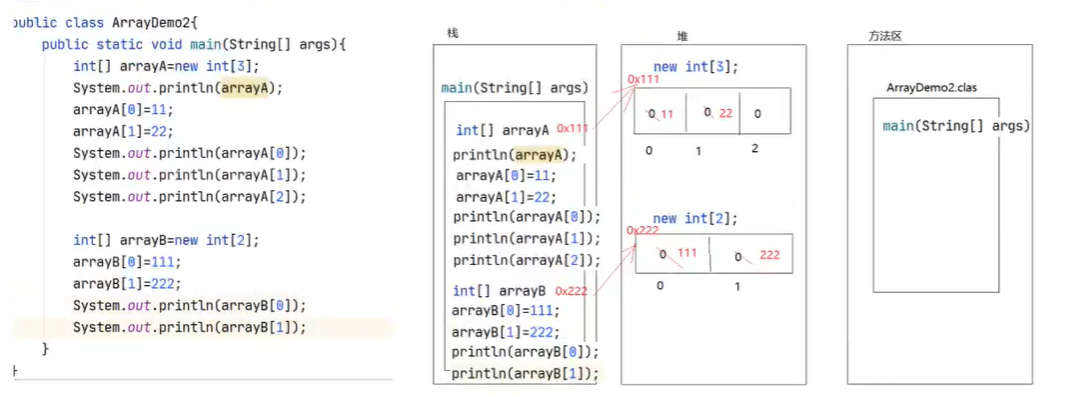 public class ArrayDemo2{
public static void main(String[] args){
int[] arrayA=new int[3];
System.out.println(arrayA);
arrayA[0]=11;
arrayA[1]=22;
System.out.println(arrayA[0]);
System.out.println(arrayA[1]);
System.out.println(arrayA[2]);
int[] arrayB=new int[2];
arrayB[0]=111;
arrayB[1]=222;
System.out.println(arrayB[0]);
System.out.println(arrayB[1]);
}
}
栈
main(String[] args)
int[] arrayA 0x111
println(arrayA);
arrayA[0]=11;
arrayA[1]=22;
println(arrayA[0]);
println(arrayA[1]);
println(arrayA[2]);
int[] arrayB 0x222
arrayB[0]=111;
arrayB[1]=222;
println(arrayB[0]);
println(arrayB[1]);
堆
new int[3];
0x111
0 11 0 22 0
0 1 2
new int[2];
0x222
0 111 0 222
0 1
方法区
ArrayDemo2.clas
main(String[] args)